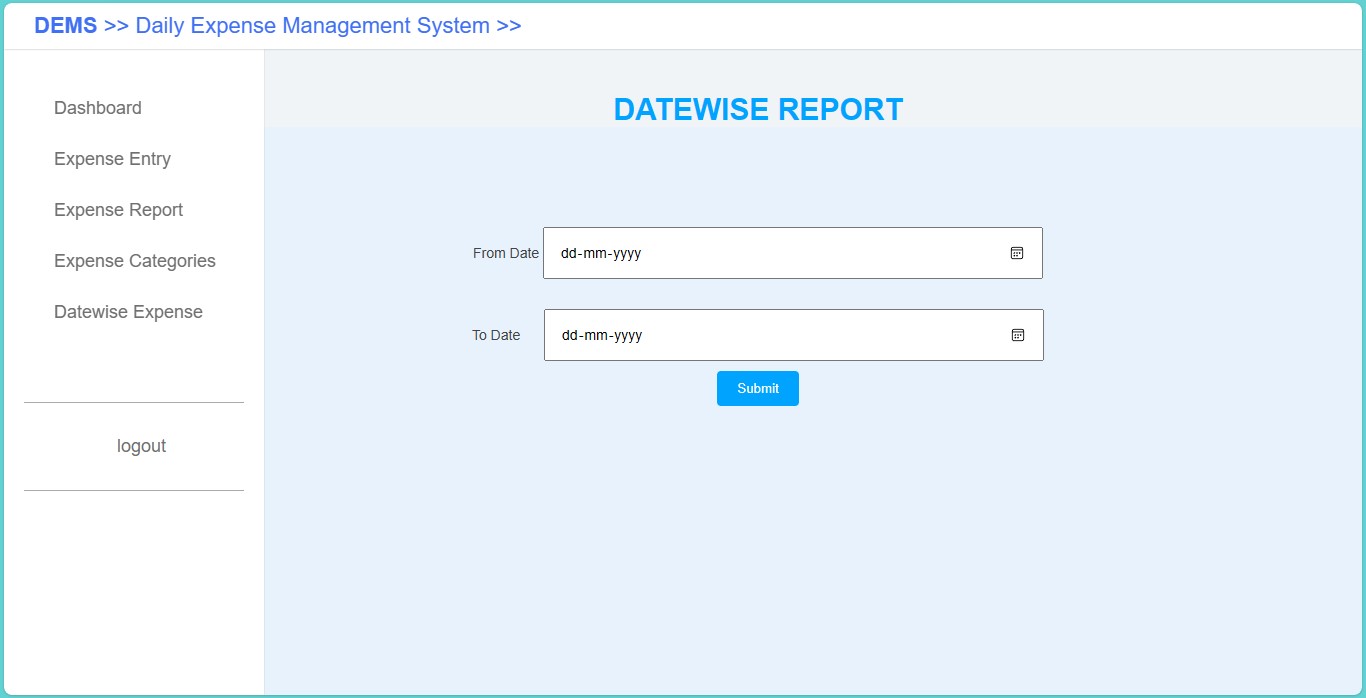 DEMS >> Daily Expense Management System >>
Dashboard
Expense Entry
Expense Report
Expense Categories
Datewise Expense
logout
DATEWISE REPORT
From Date dd-mm-yyyy
To Date dd-mm-yyyy
Submit